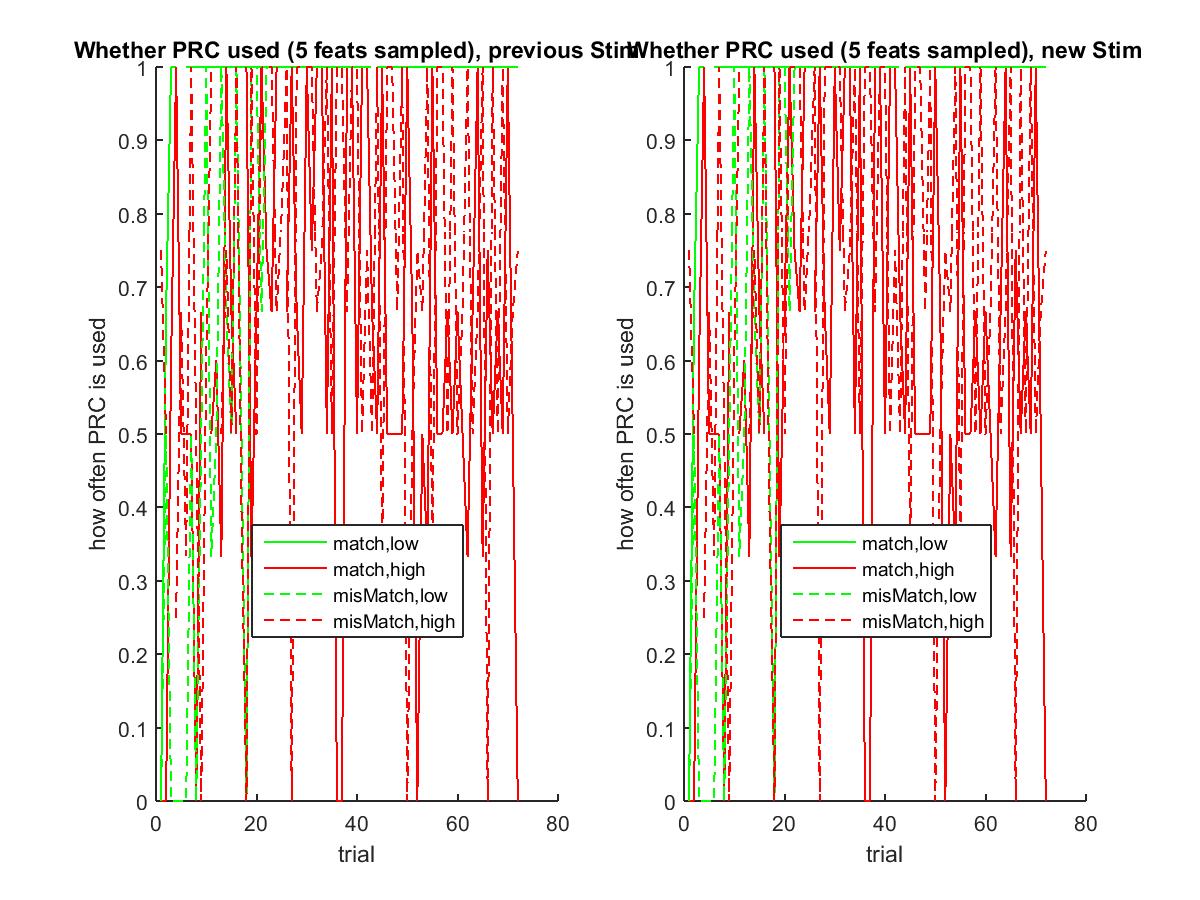 Whether PRC used (5 feats sampled), previous Stim
1
0.9
0.8
0.7
0.6
0.5
0.4
0.3
0.2
0.1
0
how often PRC is used
match,low
match,high
misMatch,low
misMatch,high
0 20 40 60 80
trial
Whether PRC used (5 feats sampled), new Stim
1
0.9
0.8
0.7
0.6
0.5
0.4
0.3
0.2
0.1
0
how often PRC is used
match,low
match,high
misMatch,low
misMatch,high
0 20 40 60 80
trial